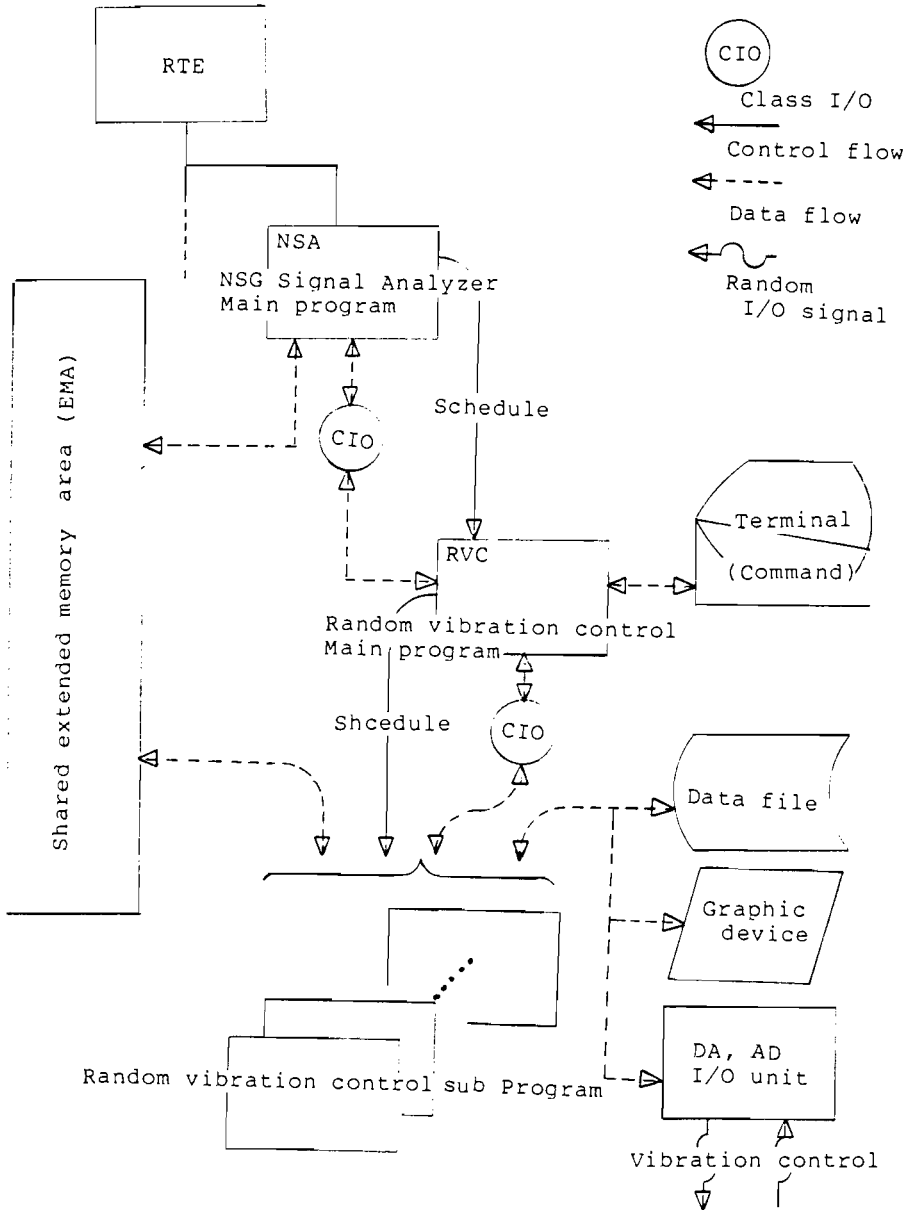 RTE
CIO
Class I/O
Control flow
Data flow
Random
I/O signal
NSA
NSG Signal Analyzer
Main program
Shared extended memory area (EMA)
CIO
Schedule
RVC
Random vibration control
Main program
Terminal
(Command)
Shcedule
CIO
Data file
Graphic
device
DA, AD
I/O unit
Random vibration control sub Program
Vibration control